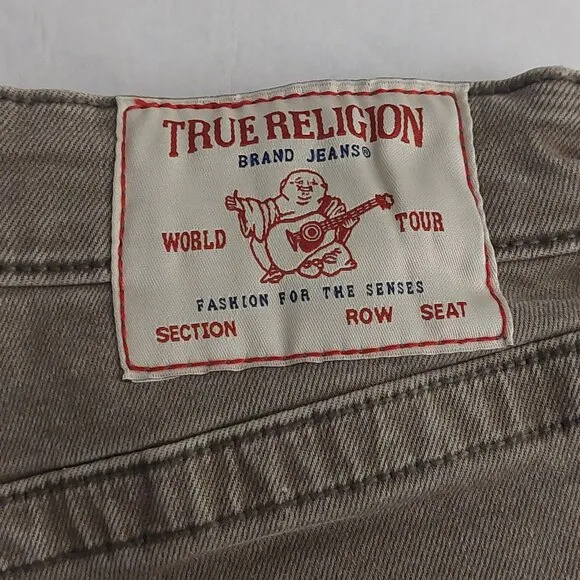 TRUE RELIGION
BRAND JEANS®
WORLD TOUR
FASHION FOR THE SENSES
SECTION ROW SEAT